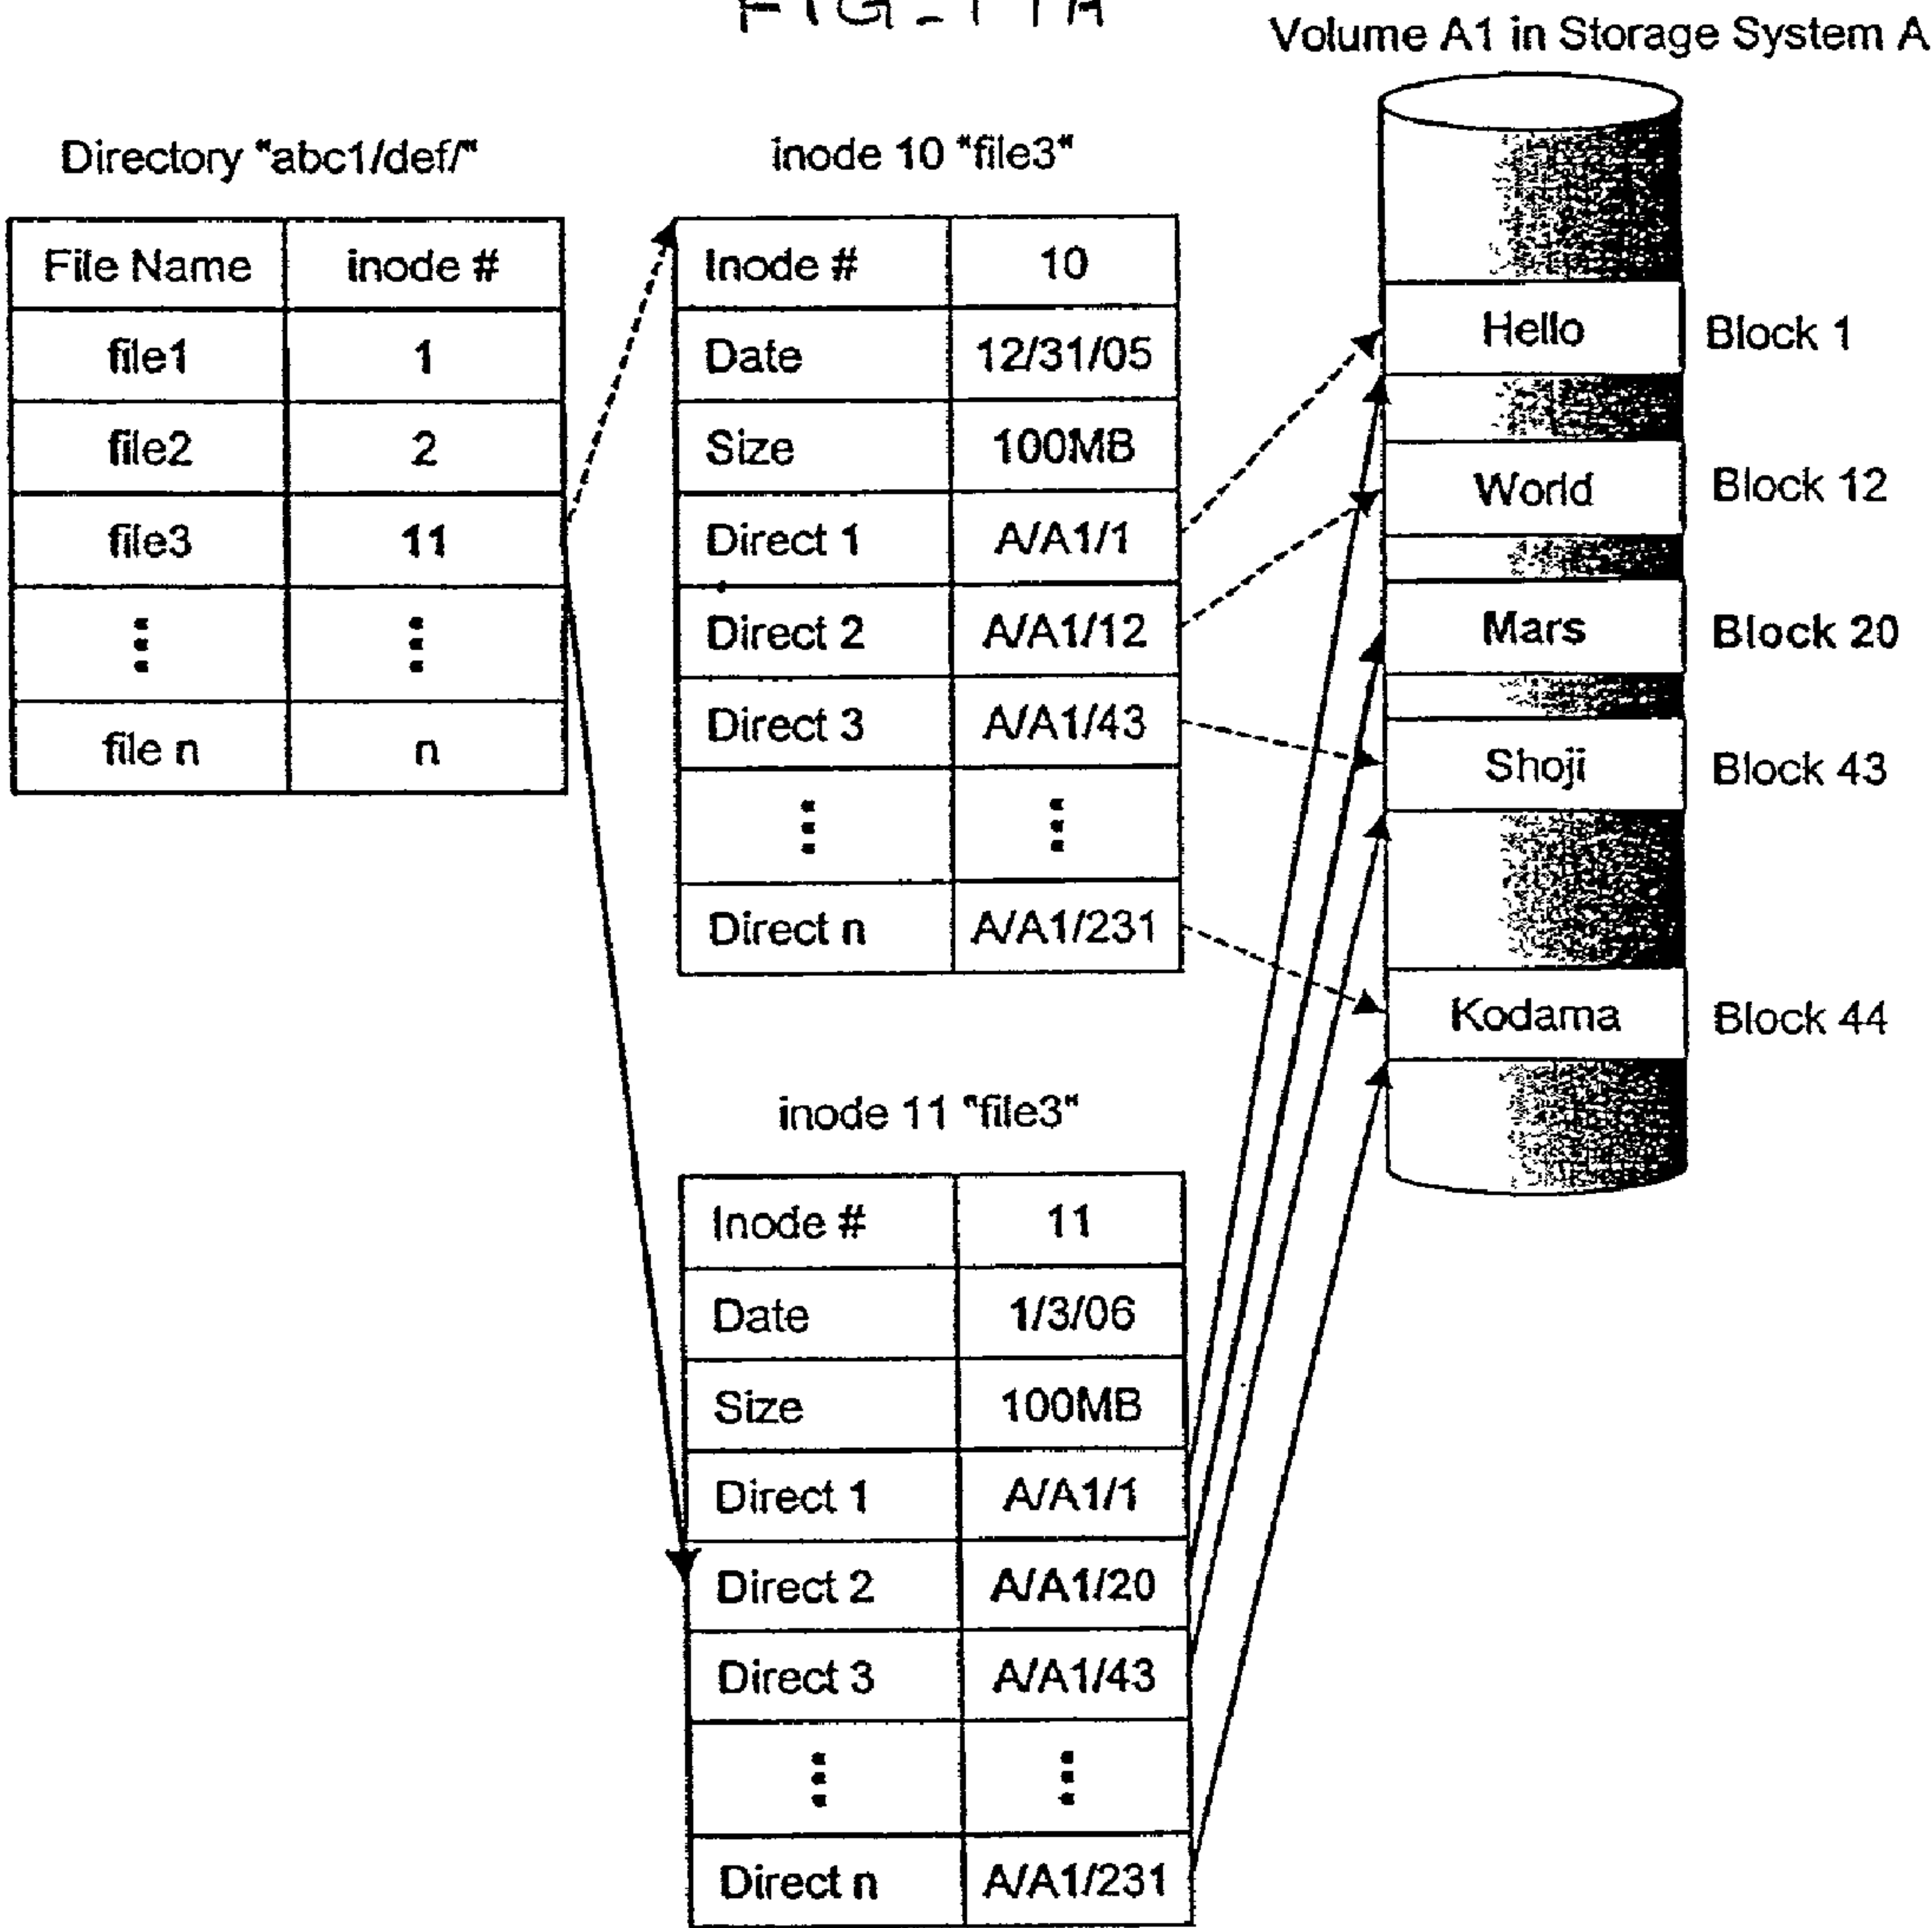 Volume A1 in Storage System A
Directory "abc1/def/"
File Name inode #
file1 1
file2 2
file3 11
file n n
inode 10 "file3"
Inode # 10
Date 12/31/05
Size 100MB
Direct 1 A/A1/1
Direct 2 A/A1/12
Direct 3 A/A1/43
Direct n A/A1/231
inode 11 "file3"
Inode # 11
Date 1/3/06
Size 100MB
Direct 1 A/A1/1
Direct 2 A/A1/20
Direct 3 A/A1/43
Direct n A/A1/231
Hello Block 1
World Block 12
Mars Block 20
Shoji Block 43
Kodama Block 44